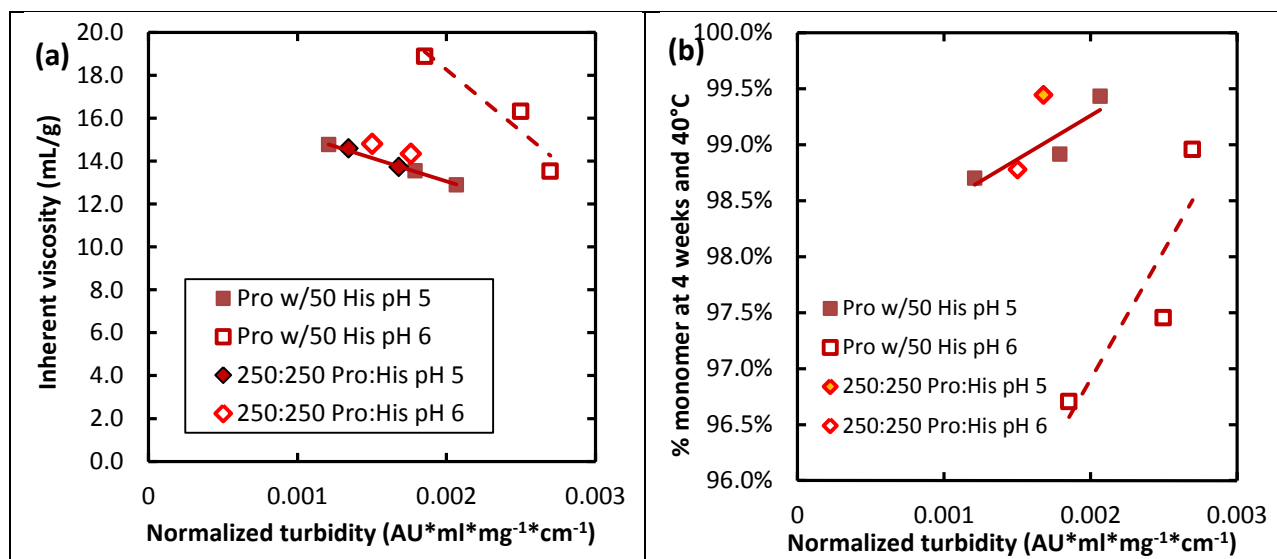 (a)
Inherent viscosity (mL/g)
20.0
18.0
16.0
14.0
12.0
10.0
8.0
6.0
4.0
2.0
0.0
Pro w/50 His pH 5
Pro w/50 His pH 6
250:250 Pro:His pH 5
250:250 Pro:His pH 6
0
0.001
0.002
0.003
Normalized turbidity (AU*ml*mg-1*cm-1)
(b)
% monomer at 4 weeks and 40°C
100.0%
99.5%
99.0%
98.5%
98.0%
97.5%
97.0%
96.5%
96.0%
Pro w/50 His pH 5
Pro w/50 His pH 6
250:250 Pro:His pH 5
250:250 Pro:His pH 6
0
0.001
0.002
0.003
Normalized turbidity (AU*ml*mg-1*cm-1)